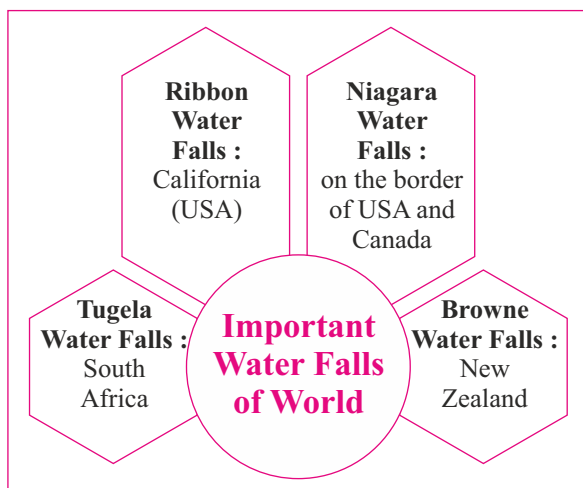 Ribbon
Water
Falls :
California
(USA)
Niagara
Water
Falls :
on the border
of USA and
Canada
Tugela
Water Falls :
South
Africa
Important
Water Falls
of World
Browne
Water Falls :
New
Zealand